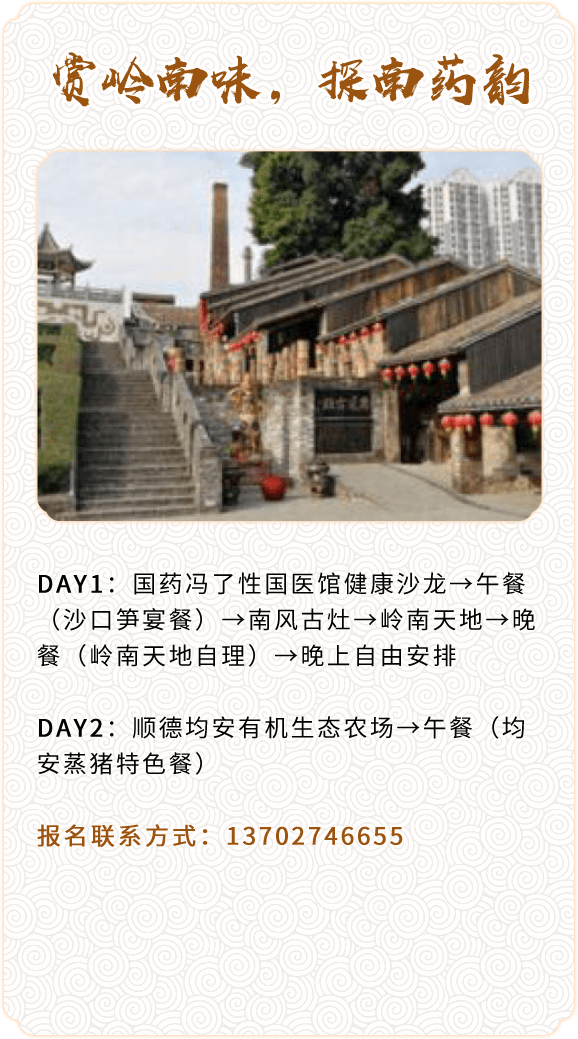 赏岭南味，探南药韵
DAY1：国药冯了性国医馆健康沙龙→午餐
（沙口笋宴餐）→南风古灶→岭南天地→晚
餐（岭南天地自理）→晚上自由安排
DAY2：顺德均安有机生态农场→午餐（均
安蒸猪特色餐）
报名联系方式：13702746655